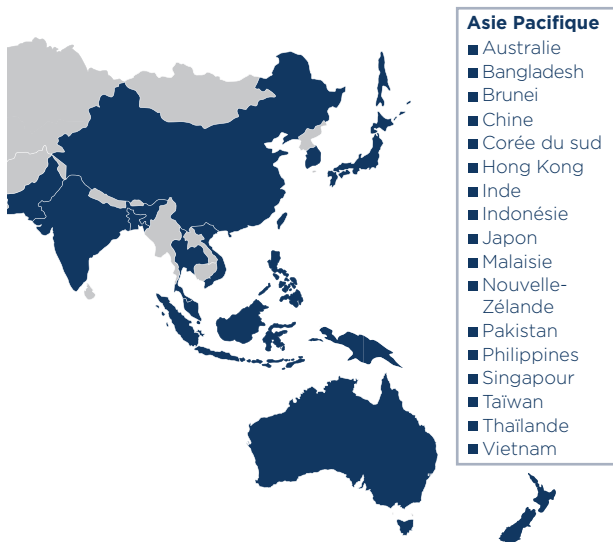 Asie Pacifique
Australie
Bangladesh
Brunei
Chine
Corée du sud
Hong Kong
Inde
Indonésie
Japon
Malaisie
Nouvelle-
Zélande
Pakistan
Philippines
Singapour
Taïwan
Thaïlande
Vietnam